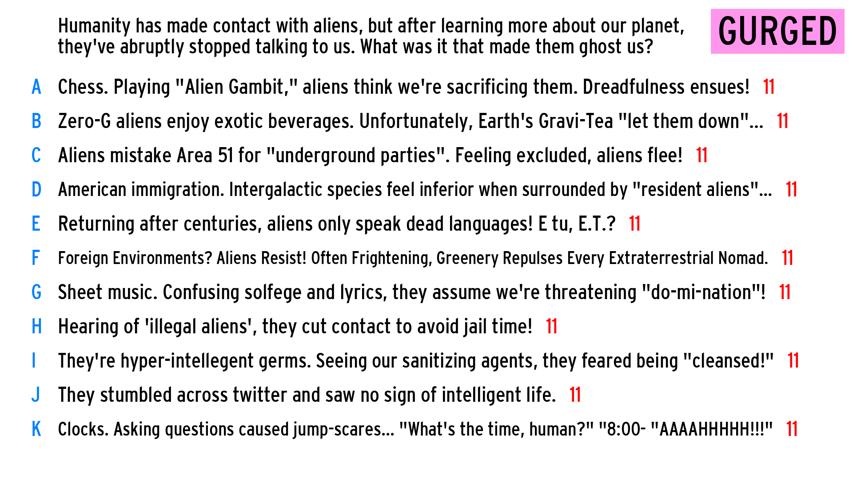 Humanity has made contact with aliens, but after learning more about our planet,
they've abruptly stopped talking to us. What was it that made them ghost us?
GURGED
A Chess. Playing "Alien Gambit," aliens think we're sacrificing them. Dreadfulness ensues! 11
B Zero-G aliens enjoy exotic beverages. Unfortunately, Earth's Gravi-Tea "let them down"... 11
C Aliens mistake Area 51 for "underground parties". Feeling excluded, aliens flee! 11
D American immigration. Intergalactic species feel inferior when surrounded by "resident aliens"... 11
E Returning after centuries, aliens only speak dead languages! E tu, E.T.? 11
F Foreign Environments? Aliens Resist! Often Frightening, Greenery Repulses Every Extraterrestrial Nomad. 11
G Sheet music. Confusing solfege and lyrics, they assume we're threatening "do-mi-nation"! 11
H Hearing of 'illegal aliens', they cut contact to avoid jail time! 11
I They're hyper-intellegent germs. Seeing our sanitizing agents, they feared being "cleansed!" 11
J They stumbled across twitter and saw no sign of intelligent life. 11
K Clocks. Asking questions caused jump-scares... "What's the time, human?" "8:00- "AAAAHHHHH!!!" 11